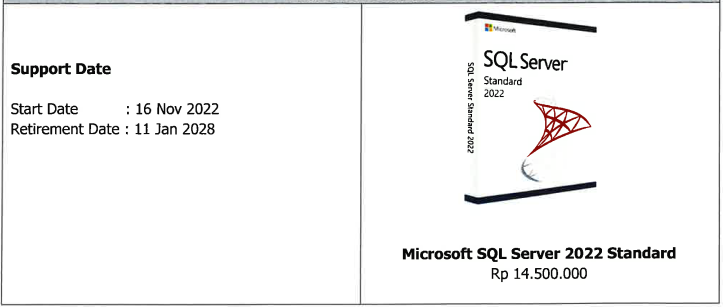 Support Date
Start Date : 16 Nov 2022
Retirement Date : 11 Jan 2028
Microsoft
SQL Server
Standard
2022
SQL Server Standard 2022
Microsoft SQL Server 2022 Standard
Rp 14.500.000